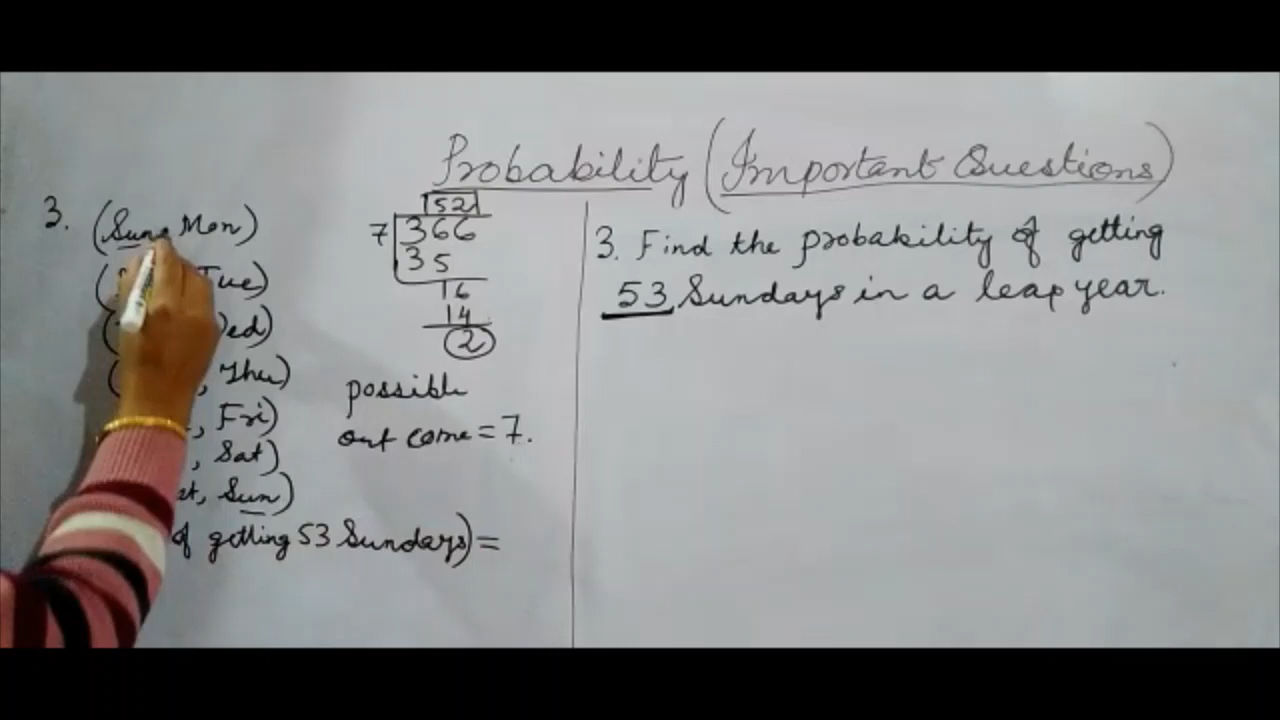 Probability (Important Questions)
3. (Sun, Mon)
Tue)
ed)
, Thu)
, Fri)
, Sat)
t, Sun)
of getting 53 Sundays) =
52
7 366
35
16
14
2
possible
out come = 7.
3. Find the probability of getting
53 Sundays in a leap year.